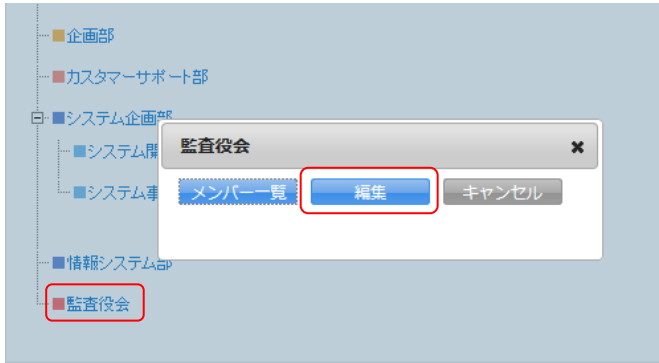 企画部
カスタマーサポート部
システム企画部
システム開
システム事
情報システム部
監査役会
監査役会
メンバー一覧
編集
キャンセル